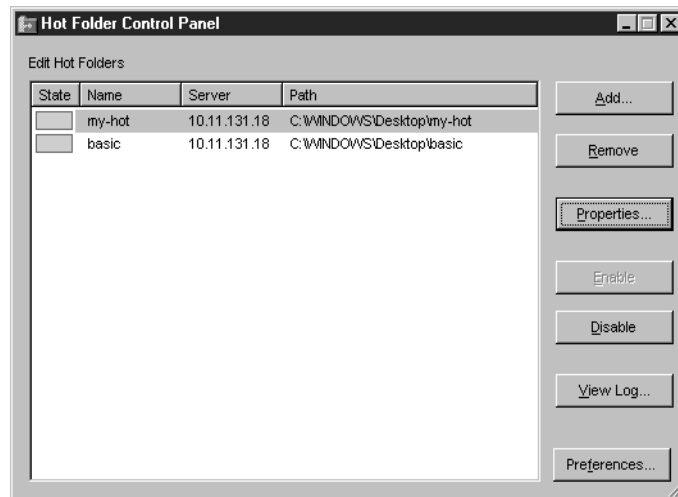 Hot Folder Control Panel
Edit Hot Folders
State Name Server Path
my-hot 10.11.131.18 C:\WINDOWS\Desktop\my-hot
basic 10.11.131.18 C:\WINDOWS\Desktop\basic
Add...
Remove
Properties...
Enable
Disable
View Log...
Preferences...